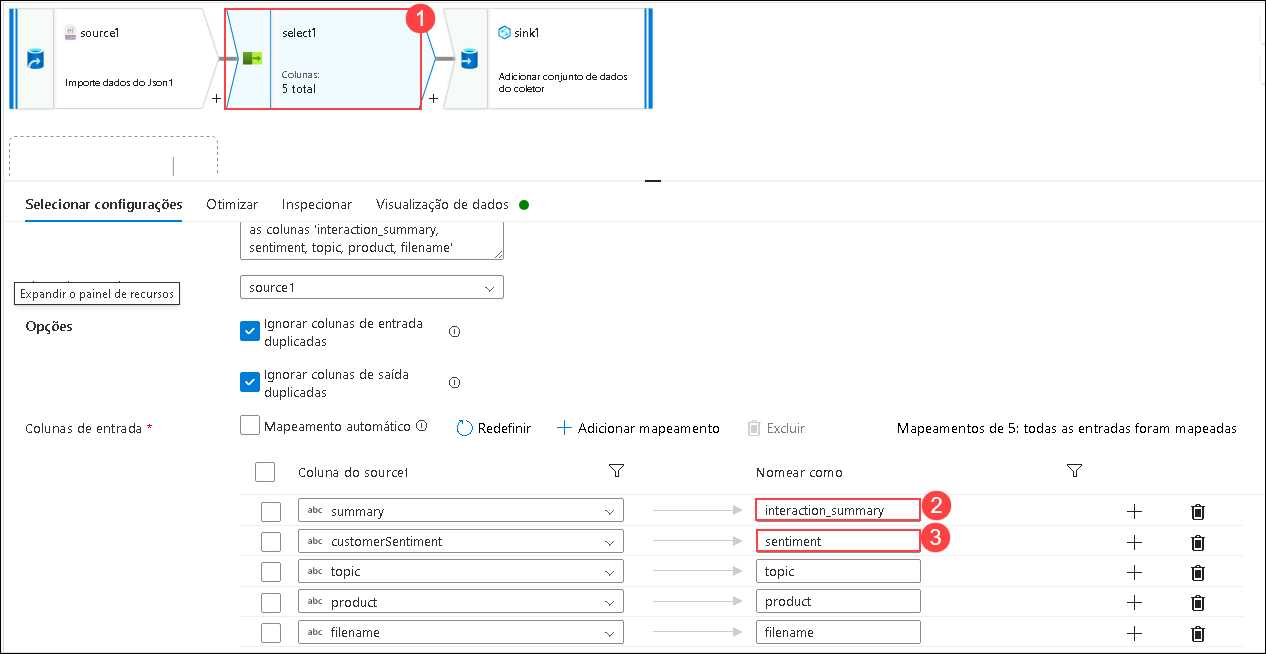 source1
Importe dados do Json1
+
1
select1
Colunas:
5 total
+
sink1
Adicionar conjunto de dados
do coletor
Selecionar configurações
Otimizar
Inspecionar
Visualização de dados
as colunas 'interaction_summary,
sentiment, topic, product, filename'
Expandir o painel de recursos
source1
Opções
Ignorar colunas de entrada
duplicadas
Ignorar colunas de saída
duplicadas
Colunas de entrada *
Mapeamento automático
Redefinir
Adicionar mapeamento
Excluir
Mapeamentos de 5: todas as entradas foram mapeadas
Coluna do source1
Nomear como
abc summary
interaction_summary
2
abc customerSentiment
sentiment
3
abc topic
topic
abc product
product
abc filename
filename